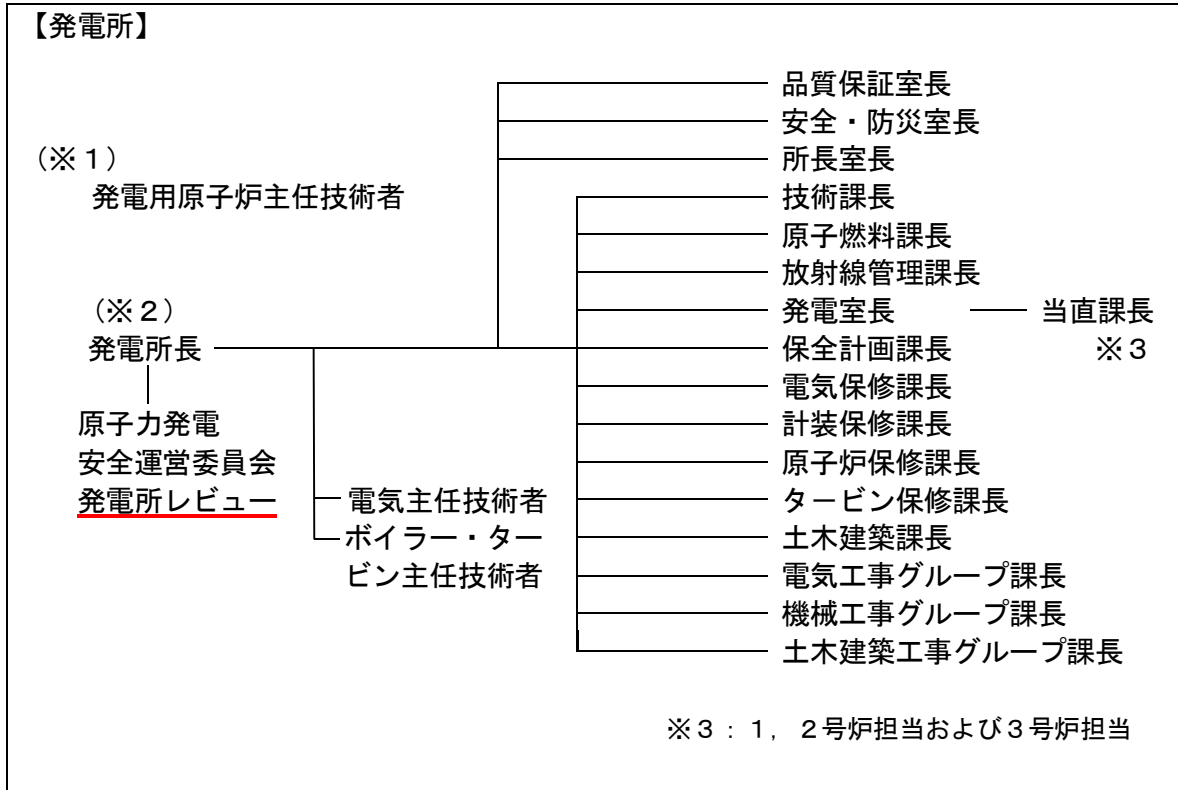 【発電所】
品質保証室長
安全・防災室長
(※１)
所長室長
発電用原子炉主任技術者
技術課長
原子燃料課長
放射線管理課長
(※２)
発電室長
当直課長
発電所長
保全計画課長
※３
電気保修課長
原子力発電
計装保修課長
安全運営委員会
原子炉保修課長
発電所レビュー
電気主任技術者
タービン保修課長
ボイラー・ター
土木建築課長
ビン主任技術者
電気工事グループ課長
機械工事グループ課長
土木建築工事グループ課長
※３：１，２号炉担当および３号炉担当